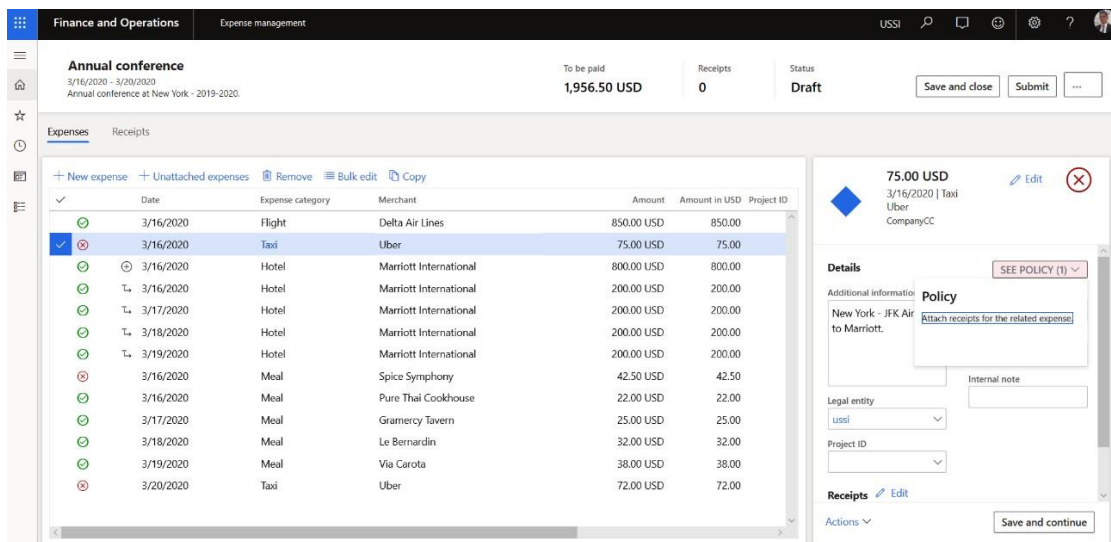 Finance and Operations Expense management USSI
Annual conference
3/16/2020 - 3/20/2020
Annual conference at New York - 2019-2020.
To be paid
1,956.50 USD
Receipts
0
Status
Draft
Save and close Submit ...
Expenses Receipts
+ New expense + Unattached expenses Remove Bulk edit Copy
Date Expense category Merchant Amount Amount in USD Project ID
3/16/2020 Flight Delta Air Lines 850.00 USD 850.00
3/16/2020 Taxi Uber 75.00 USD 75.00
3/16/2020 Hotel Marriott International 800.00 USD 800.00
3/16/2020 Hotel Marriott International 200.00 USD 200.00
3/17/2020 Hotel Marriott International 200.00 USD 200.00
3/18/2020 Hotel Marriott International 200.00 USD 200.00
3/19/2020 Hotel Marriott International 200.00 USD 200.00
3/16/2020 Meal Spice Symphony 42.50 USD 42.50
3/16/2020 Meal Pure Thai Cookhouse 22.00 USD 22.00
3/17/2020 Meal Gramercy Tavern 25.00 USD 25.00
3/18/2020 Meal Le Bernardin 32.00 USD 32.00
3/19/2020 Meal Via Carota 38.00 USD 38.00
3/20/2020 Taxi Uber 72.00 USD 72.00
75.00 USD
Edit
3/16/2020 | Taxi
Uber
CompanyCC
Details
SEE POLICY (1)
Additional informatio
New York - JFK Air
to Marriott.
Policy
Attach receipts for the related expense.
Internal note
Legal entity
ussi
Project ID
Receipts Edit
Actions
Save and continue